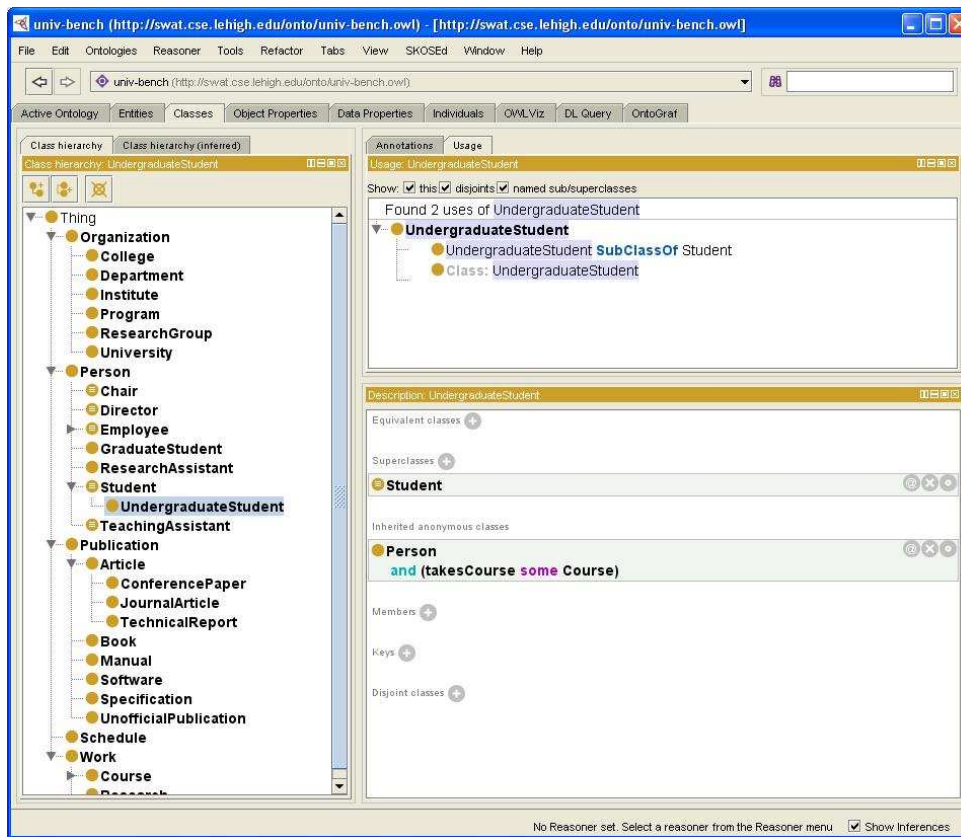 univ-bench (http://swat.cse.lehigh.edu/onto/univ-bench.owl) - [http://swat.cse.lehigh.edu/onto/univ-bench.owl]
File Edit Ontologies Reasoner Tools Refactor Tabs View SKOSEd Window Help
univ-bench (http://swat.cse.lehigh.edu/onto/univ-bench.owl)
Active Ontology Entities Classes Object Properties Data Properties Individuals OWLViz DL Query OntoGraf
Class hierarchy Class hierarchy (inferred)
Class hierarchy: UndergraduateStudent
Thing
Organization
College
Department
Institute
Program
ResearchGroup
University
Person
Chair
Director
Employee
GraduateStudent
ResearchAssistant
Student
UndergraduateStudent
TeachingAssistant
Publication
Article
ConferencePaper
JournalArticle
TechnicalReport
Book
Manual
Software
Specification
UnofficialPublication
Schedule
Work
Course
Research
Annotations Usage
Usage: UndergraduateStudent
Show: this disjoints named sub/superclasses
Found 2 uses of UndergraduateStudent
UndergraduateStudent
UndergraduateStudent SubClassOf Student
Class: UndergraduateStudent
Description: UndergraduateStudent
Equivalent classes
Superclasses
Student
Inherited anonymous classes
Person
and (takesCourse some Course)
Members
Keys
Disjoint classes
No Reasoner set. Select a reasoner from the Reasoner menu Show Inferences